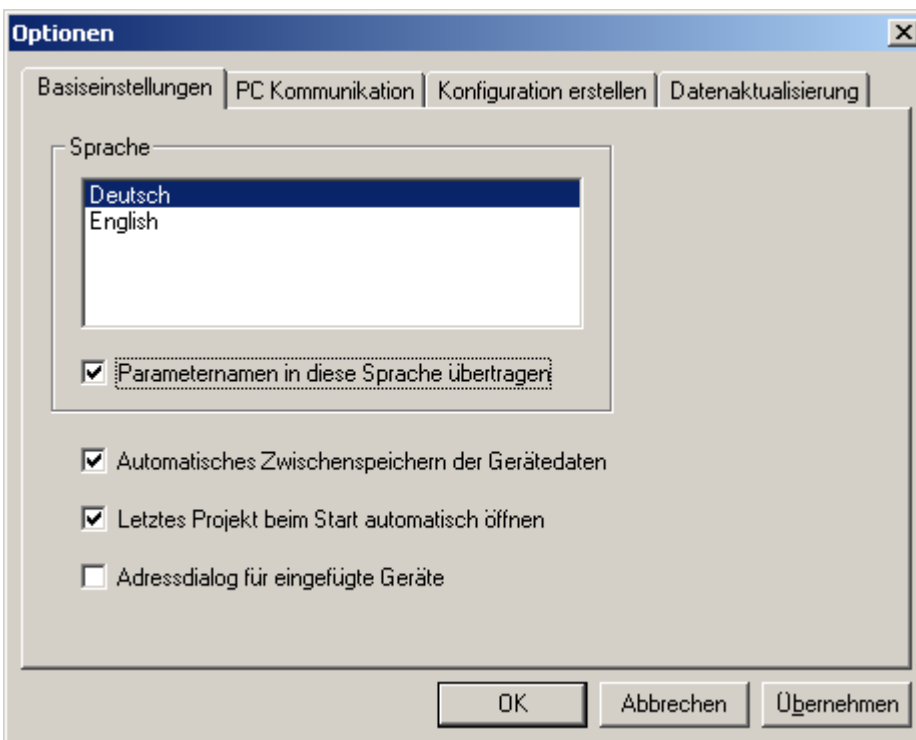 Optionen
Basiseinstellungen PC Kommunikation Konfiguration erstellen Datenaktualisierung
Sprache
Deutsch
English
Parameternamen in diese Sprache übertragen
Automatisches Zwischenspeichern der Gerätedaten
Letztes Projekt beim Start automatisch öffnen
Adressdialog für eingefügte Geräte
OK Abbrechen Übernehmen